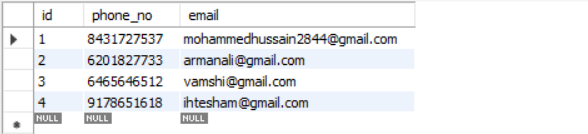 id phone_no email
1 8431727537 mohammedhussain2844@gmail.com
2 6201827733 armanali@gmail.com
3 6465646512 vamshi@gmail.com
4 9178651618 ihtesham@gmail.com
NULL NULL NULL